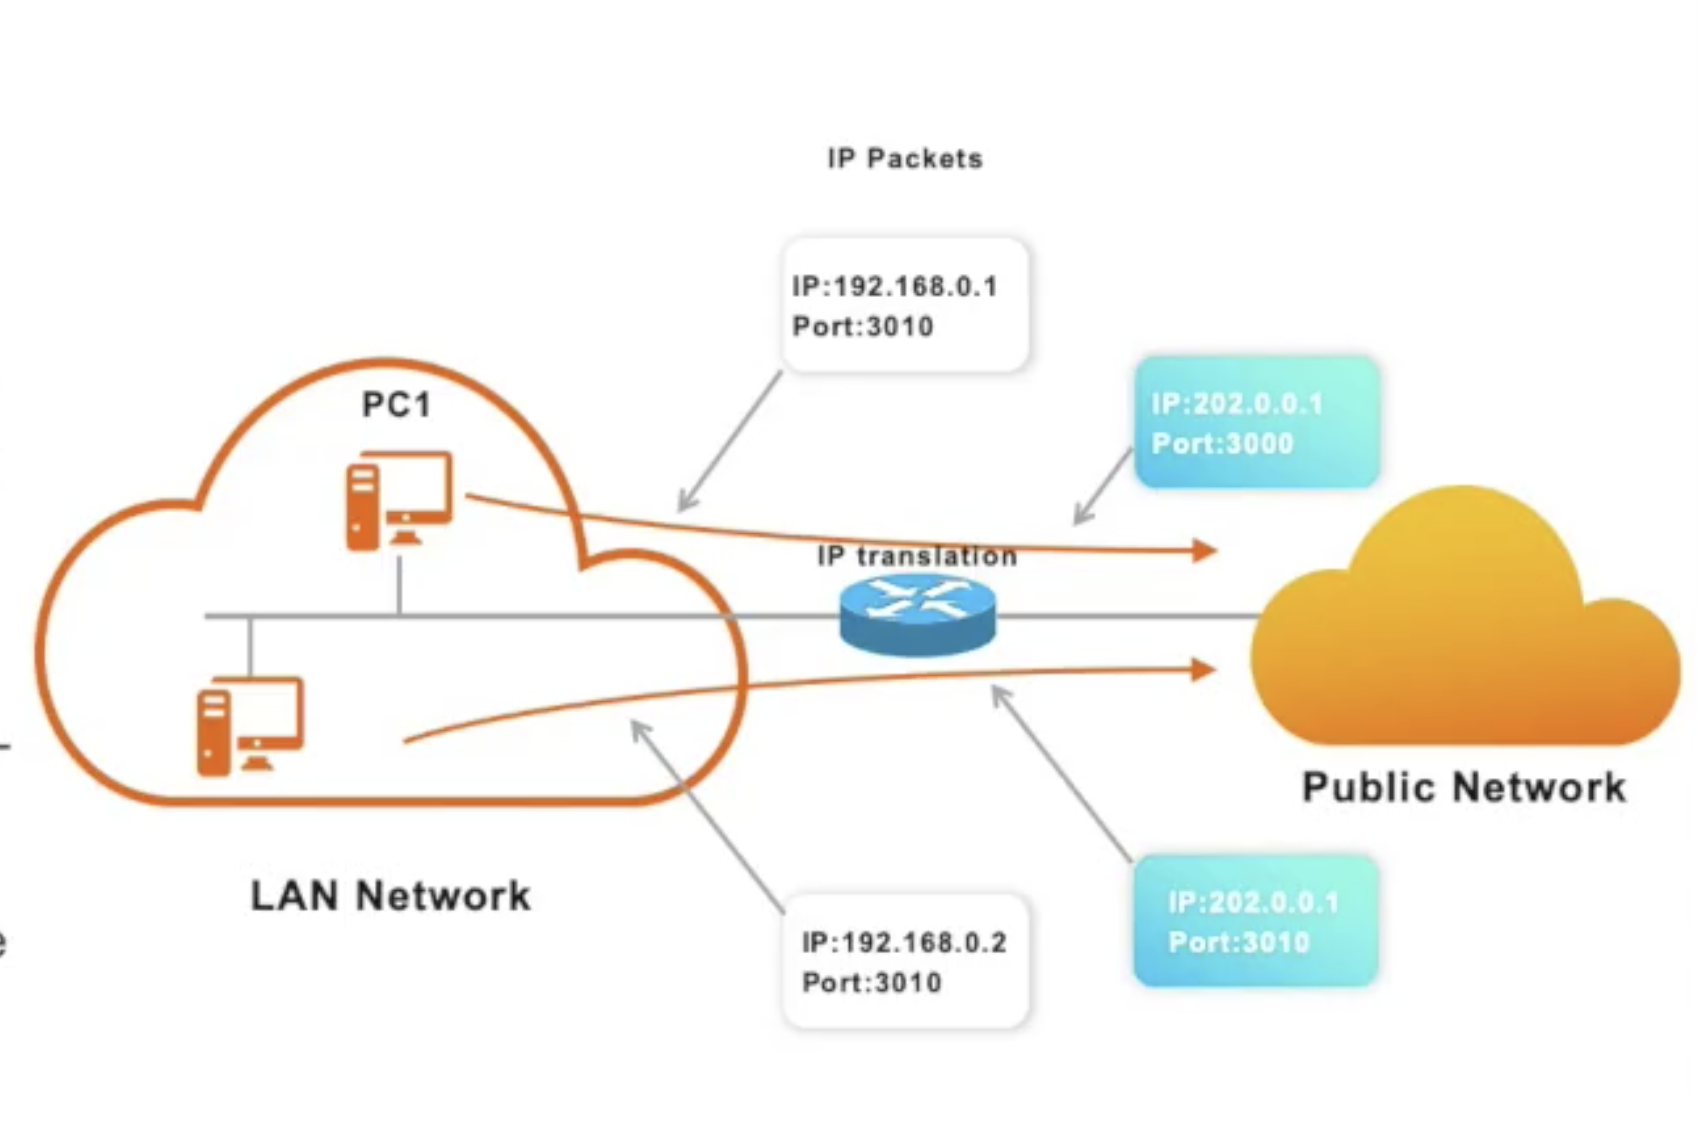 IP Packets
IP:192.168.0.1
Port:3010
IP:202.0.0.1
Port:3000
PC1
IP translation
Public Network
LAN Network
IP:202.0.0.1
Port:3010
IP:192.168.0.2
Port:3010